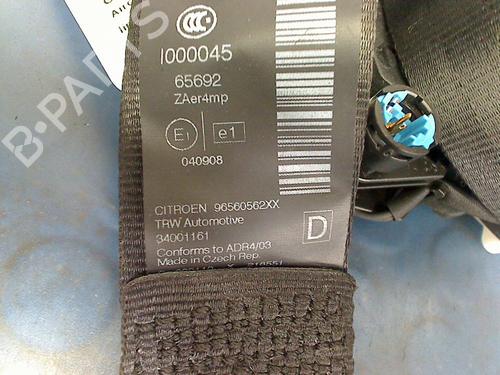 CCC
I000045
65692
ZAer4mp
E1 e1
040908
CITROEN 96560562XX
TRW Automotive
34001161
D
Conforms to ADR4/03
Made in Czech Rep.
B-PARTS